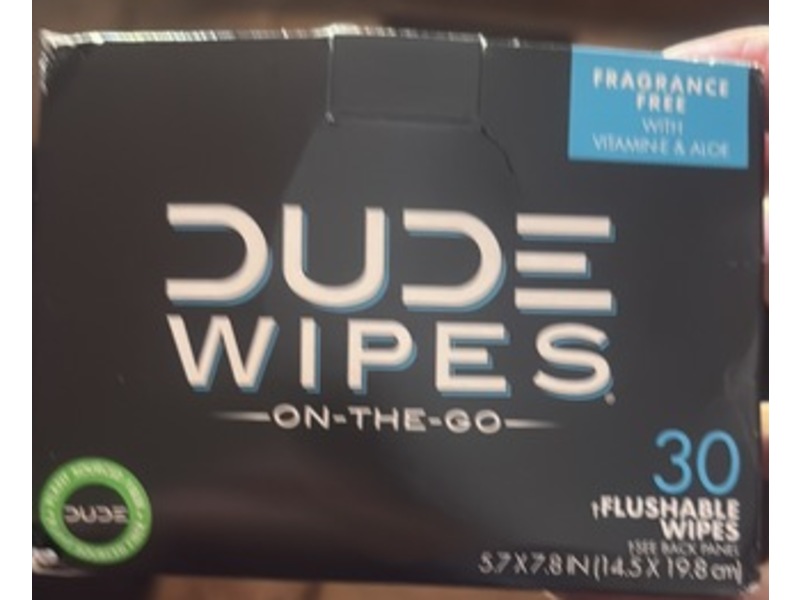 FRAGRANCE
FREE
WITH
VITAMIN E & ALOE
DUDE
WIPES
ON-THE-GO
30
†FLUSHABLE
WIPES
†SEE BACK PANEL
5.7 X 7.8 IN (14.5 X 19.8 cm)
DUDE